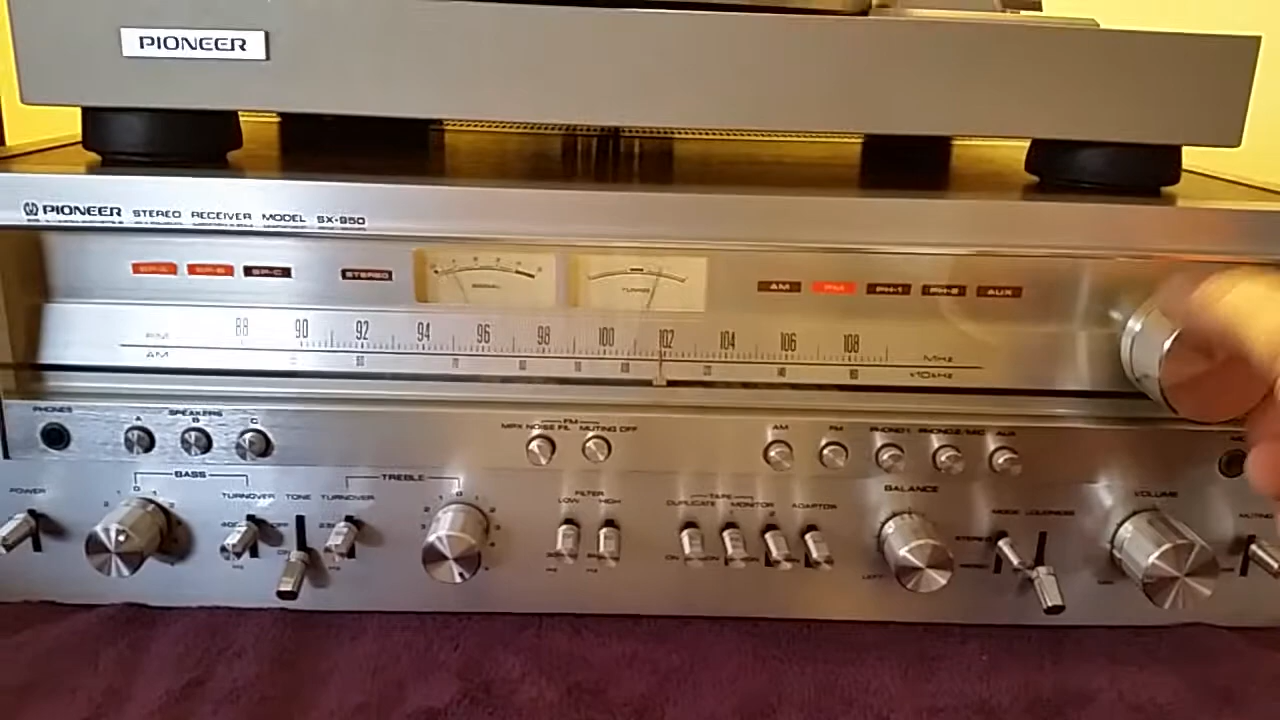 PIONEER
PIONEER STEREO RECEIVER MODEL SX-950
SP-A SP-B SP-C STEREO
SIGNAL
TUNING
AM FM PH-1 PH-2 AUX
88 90 92 94 96 98 100 102 104 106 108 MHz
AM
PHONES
SPEAKERS
A B C
FM
MPX NOISE FIL MUTING OFF
AM FM PHONO1 PHONO2/MIC AUX
POWER
BASS
TURNOVER TONE TURNOVER
TREBLE
FILTER
LOW HIGH
TAPE
DUPLICATE MONITOR
ADAPTOR
BALANCE
LEFT
MODE LOUDNESS
STEREO
VOLUME
MUTING